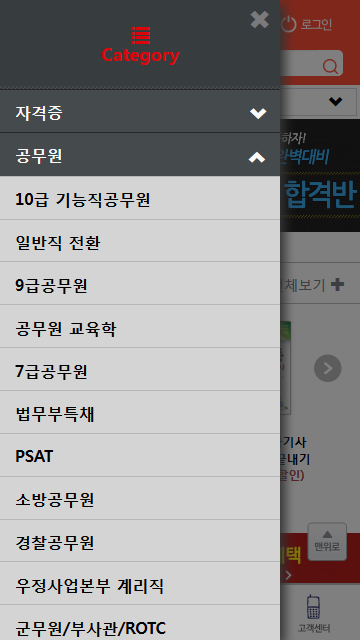 로그인
Category
자격증
공무원
10급 기능직공무원
일반직 전환
9급공무원
공무원 교육학
7급공무원
법무부특채
PSAT
소방공무원
경찰공무원
우정사업본부 계리직
군무원/부사관/ROTC
하자!
완벽대비
합격반
체보기
기사
끝내기
할인)
맨위로
택
고객센터